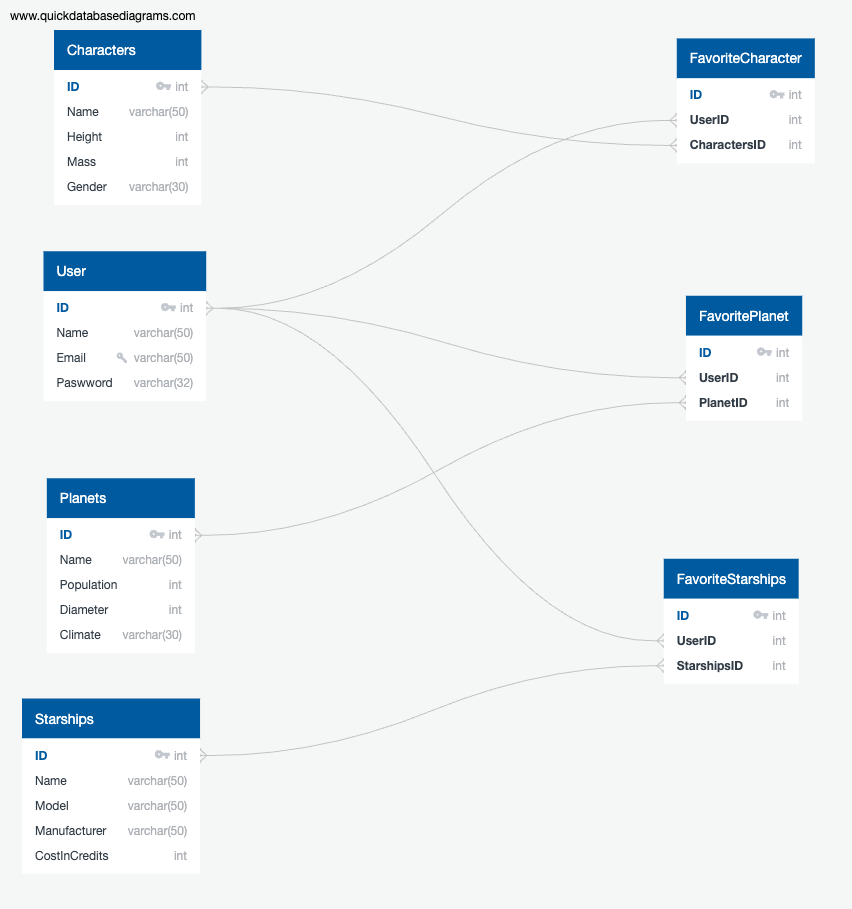 www.quickdatabasediagrams.com
Characters
ID int
Name varchar(50)
Height int
Mass int
Gender varchar(30)
User
ID int
Name varchar(50)
Email varchar(50)
Paswword varchar(32)
Planets
ID int
Name varchar(50)
Population int
Diameter int
Climate varchar(30)
Starships
ID int
Name varchar(50)
Model varchar(50)
Manufacturer varchar(50)
CostInCredits int
FavoriteCharacter
ID int
UserID int
CharactersID int
FavoritePlanet
ID int
UserID int
PlanetID int
FavoriteStarships
ID int
UserID int
StarshipsID int